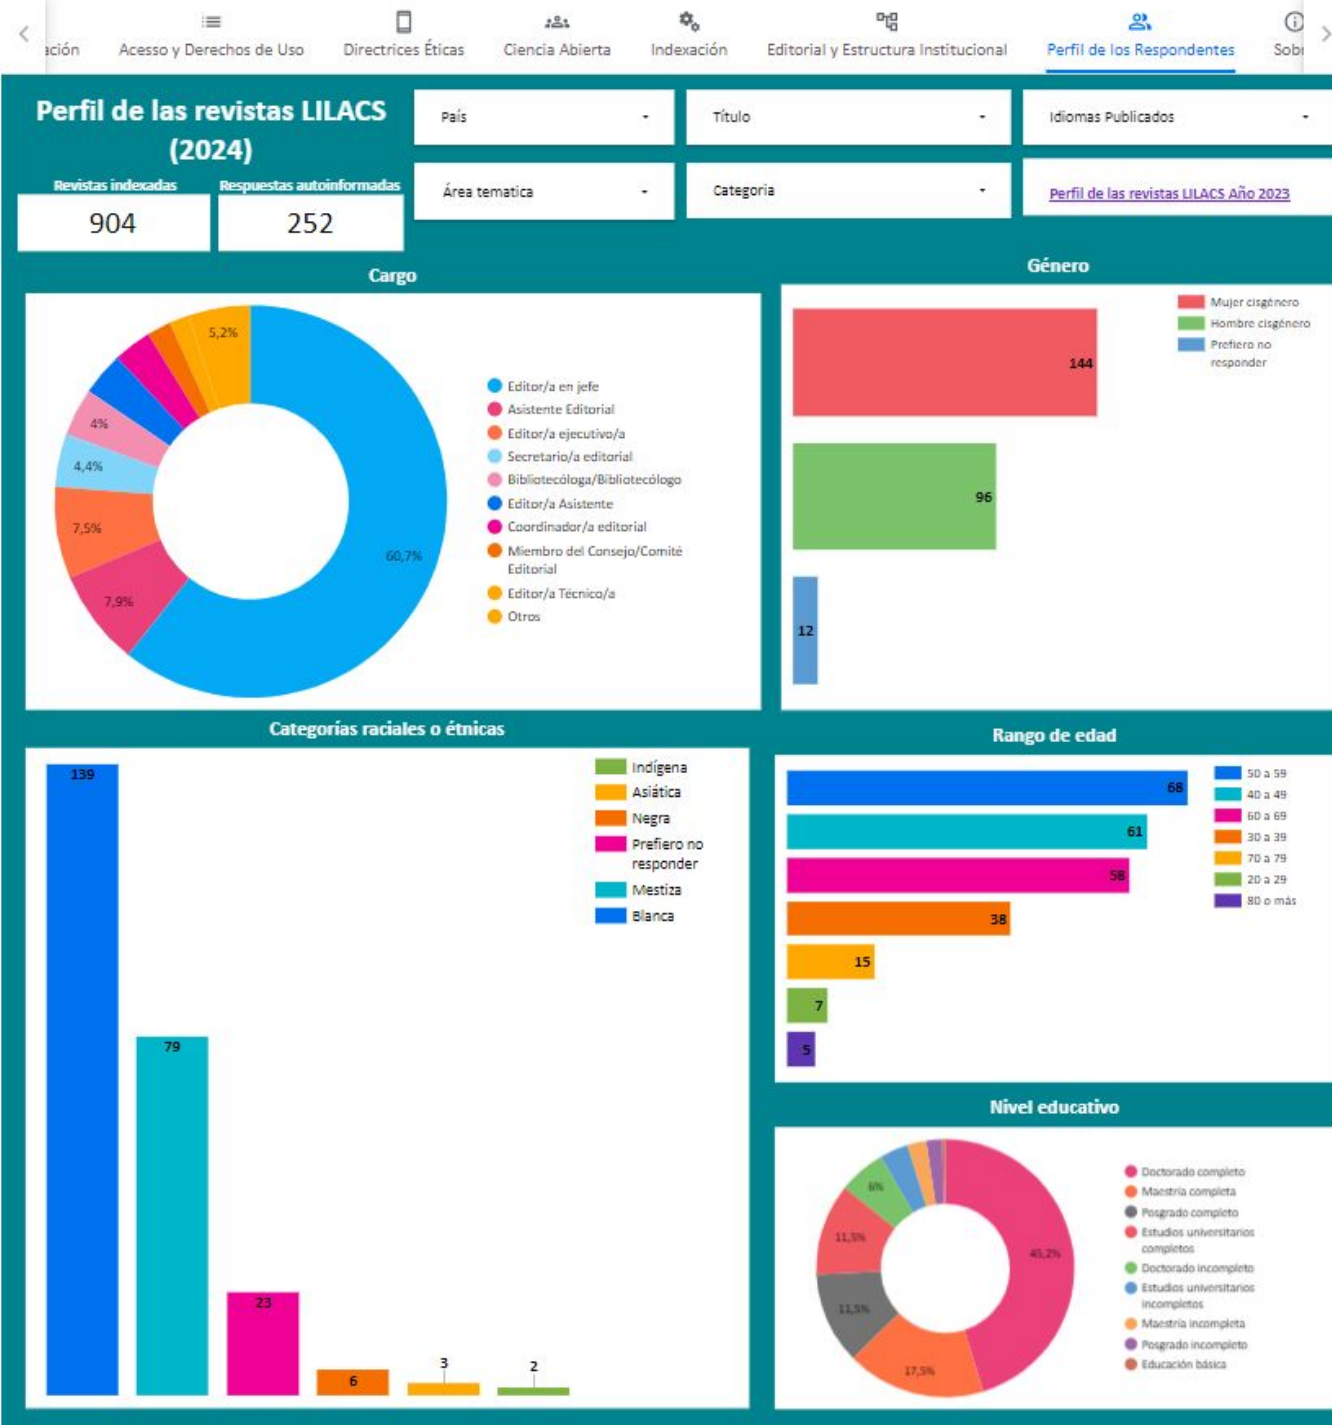 ación
Acesso y Derechos de Uso
Directrices Éticas
Ciencia Abierta
Indexación
Editorial y Estructura Institucional
Perfil de los Respondentes
Sob
Perfil de las revistas LILACS
(2024)
Revistas indexadas
904
Respuestas autoinformadas
252
País
Título
Idiomas Publicados
Área tematica
Categoria
Perfil de las revistas LILACS Año 2023
Cargo
5,2%
4%
4,4%
7,5%
7,9%
60,7%
Editor/a en jefe
Asistente Editorial
Editor/a ejecutivo/a
Secretario/a editorial
Bibliotecóloga/Bibliotecólogo
Editor/a Asistente
Coordinador/a editorial
Miembro del Consejo/Comité
Editorial
Editor/a Técnico/a
Otros
Género
144
96
12
Mujer cisgénero
Hombre cisgénero
Prefiero no
responder
Categorías raciales o étnicas
139
79
23
6
3
2
Indígena
Asiática
Negra
Prefiero no
responder
Mestiza
Blanca
Rango de edad
68
61
58
38
15
7
5
50 a 59
40 a 49
60 a 69
30 a 39
70 a 79
20 a 29
80 o más
Nivel educativo
6%
11,5%
11,5%
17,5%
45,2%
Doctorado completo
Maestría completa
Posgrado completo
Estudios universitarios
completos
Doctorado incompleto
Estudios universitarios
incompletos
Maestría incompleta
Posgrado incompleto
Educación básica